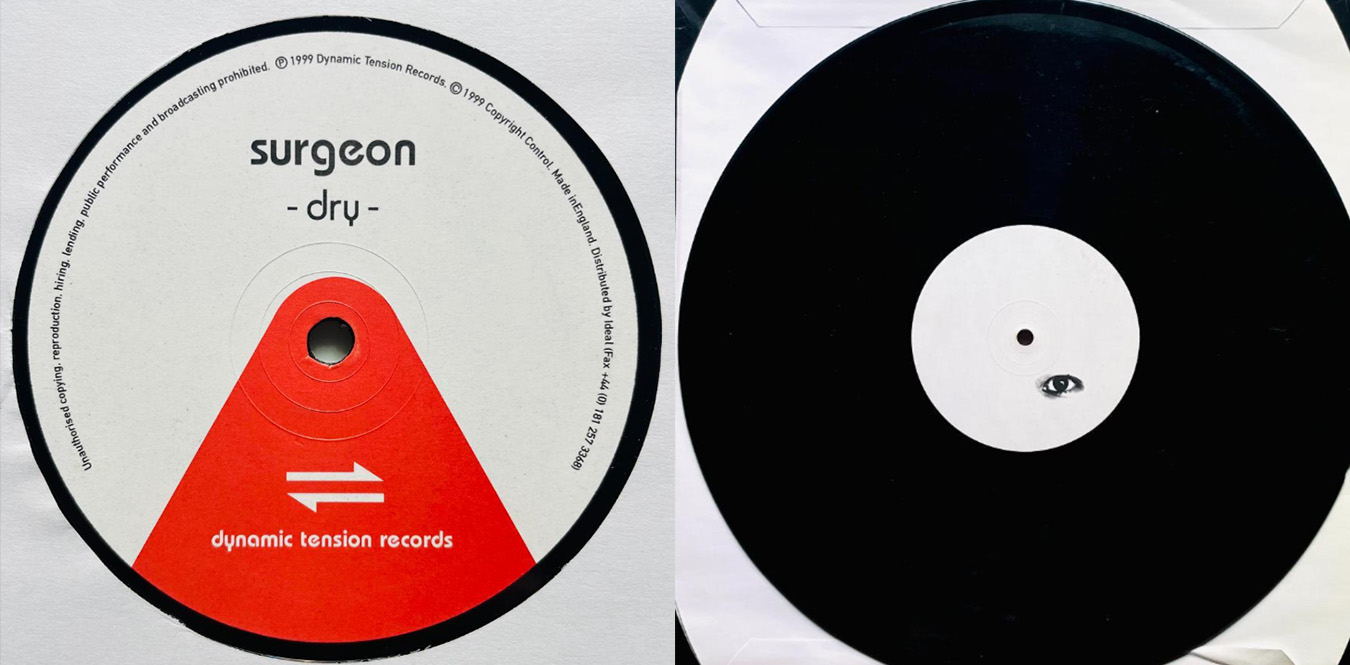 Unauthorised copying, reproduction, hiring, lending, public performance and broadcasting prohibited. ℗ 1999 Dynamic Tension Records. © 1999 Copyright Control. Made inEngland. Distributed by Ideal (Fax +44 (0) 181 257 3368)
surgeon
- dry -
dynamic tension records